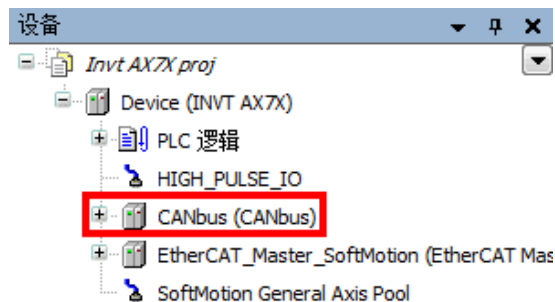 设备
Invt AX7X proj
Device (INVT AX7X)
PLC 逻辑
HIGH_PULSE_IO
CANbus (CANbus)
EtherCAT_Master_SoftMotion (EtherCAT Mas
SoftMotion General Axis Pool